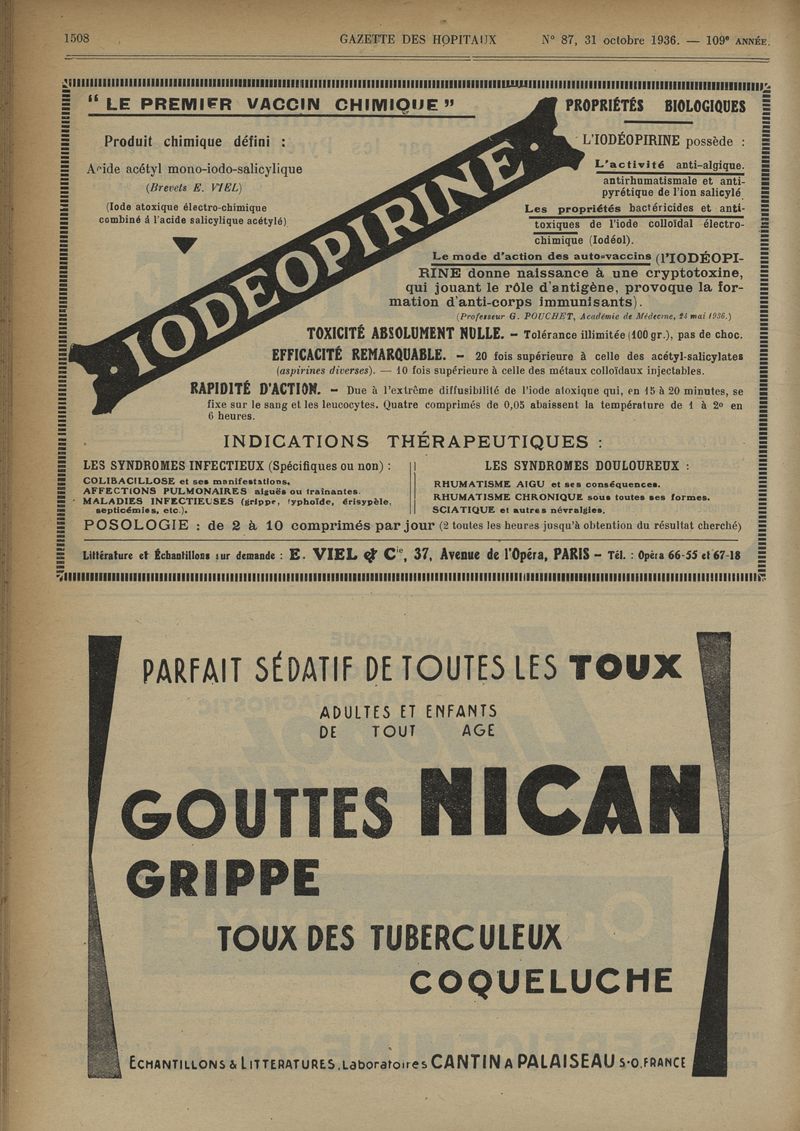 1508
GAZETTE DES HOPITAUX
N° 87, 31 octobre 1936. — 109e ANNÉE.
" LE PREMIER VACCIN CHIMIQUE "
Produit chimique défini :
Acide acétyl mono-iodo-salicylique
(Brevets E. VIEL)
(Iode atoxique électro-chimique
combiné à l'acide salicylique acétylé)
· IODEOPIRINE ·
PROPRIÉTÉS BIOLOGIQUES
L'IODÉOPIRINE possède :
L'activité anti-algique.
antirhumatismale et anti-
pyrétique de l'ion salicylé
Les propriétés bactéricides et anti-
toxiques de l'iode colloïdal électro-
chimique (Iodéol).
Le mode d'action des auto-vaccins (l'IODÉOPI-
RINE donne naissance à une cryptotoxine,
qui jouant le rôle d'antigène, provoque la for-
mation d'anti-corps immunisants).
(Professeur G. POUCHET, Académie de Médecine, 24 mai 1936.)
TOXICITÉ ABSOLUMENT NULLE. — Tolérance illimitée (100 gr.), pas de choc.
EFFICACITÉ REMARQUABLE. — 20 fois supérieure à celle des acétyl-salicylates
(aspirines diverses). — 10 fois supérieure à celle des métaux colloïdaux injectables.
RAPIDITÉ D'ACTION. — Due à l'extrême diffusibilité de l'iode atoxique qui, en 15 à 20 minutes, se
fixe sur le sang et les leucocytes. Quatre comprimés de 0,05 abaissent la température de 1 à 2° en
6 heures.
INDICATIONS THÉRAPEUTIQUES :
LES SYNDROMES INFECTIEUX (Spécifiques ou non) :
COLIBACILLOSE et ses manifestations.
AFFECTIONS PULMONAIRES aiguës ou traînantes.
MALADIES INFECTIEUSES (grippe, typhoïde, érisypèle,
septicémies, etc.).
LES SYNDROMES DOULOUREUX :
RHUMATISME AIGU et ses conséquences.
RHUMATISME CHRONIQUE sous toutes ses formes.
SCIATIQUE et autres névralgies.
POSOLOGIE : de 2 à 10 comprimés par jour (2 toutes les heures jusqu'à obtention du résultat cherché)
Littérature et Échantillons sur demande : E. VIEL & Cie, 37, Avenue de l'Opéra, PARIS — Tél. : Opéra 66-55 et 67-18
PARFAIT SÉDATIF DE TOUTES LES TOUX
ADULTES ET ENFANTS
DE TOUT AGE
GOUTTES NICAN
GRIPPE
TOUX DES TUBERCULEUX
COQUELUCHE
ECHANTILLONS & LITTERATURES, Laboratoires CANTIN A PALAISEAU S-O. FRANCE